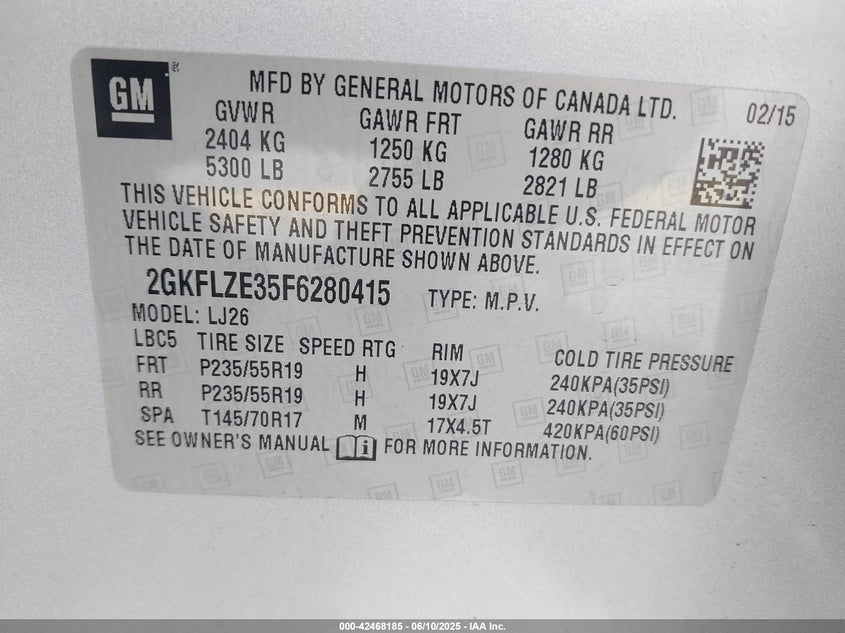 GM®
MFD BY GENERAL MOTORS OF CANADA LTD.
02/15
GVWR GAWR FRT GAWR RR
2404 KG 1250 KG 1280 KG
5300 LB 2755 LB 2821 LB
THIS VEHICLE CONFORMS TO ALL APPLICABLE U.S. FEDERAL MOTOR
VEHICLE SAFETY AND THEFT PREVENTION STANDARDS IN EFFECT ON
THE DATE OF MANUFACTURE SHOWN ABOVE.
2GKFLZE35F6280415 TYPE: M.P.V.
MODEL: LJ26
LBC5 TIRE SIZE SPEED RTG RIM COLD TIRE PRESSURE
FRT P235/55R19 H 19X7J 240KPA(35PSI)
RR P235/55R19 H 19X7J 240KPA(35PSI)
SPA T145/70R17 M 17X4.5T 420KPA(60PSI)
SEE OWNER'S MANUAL FOR MORE INFORMATION.
000-42468185 - 06/10/2025 - IAA Inc.